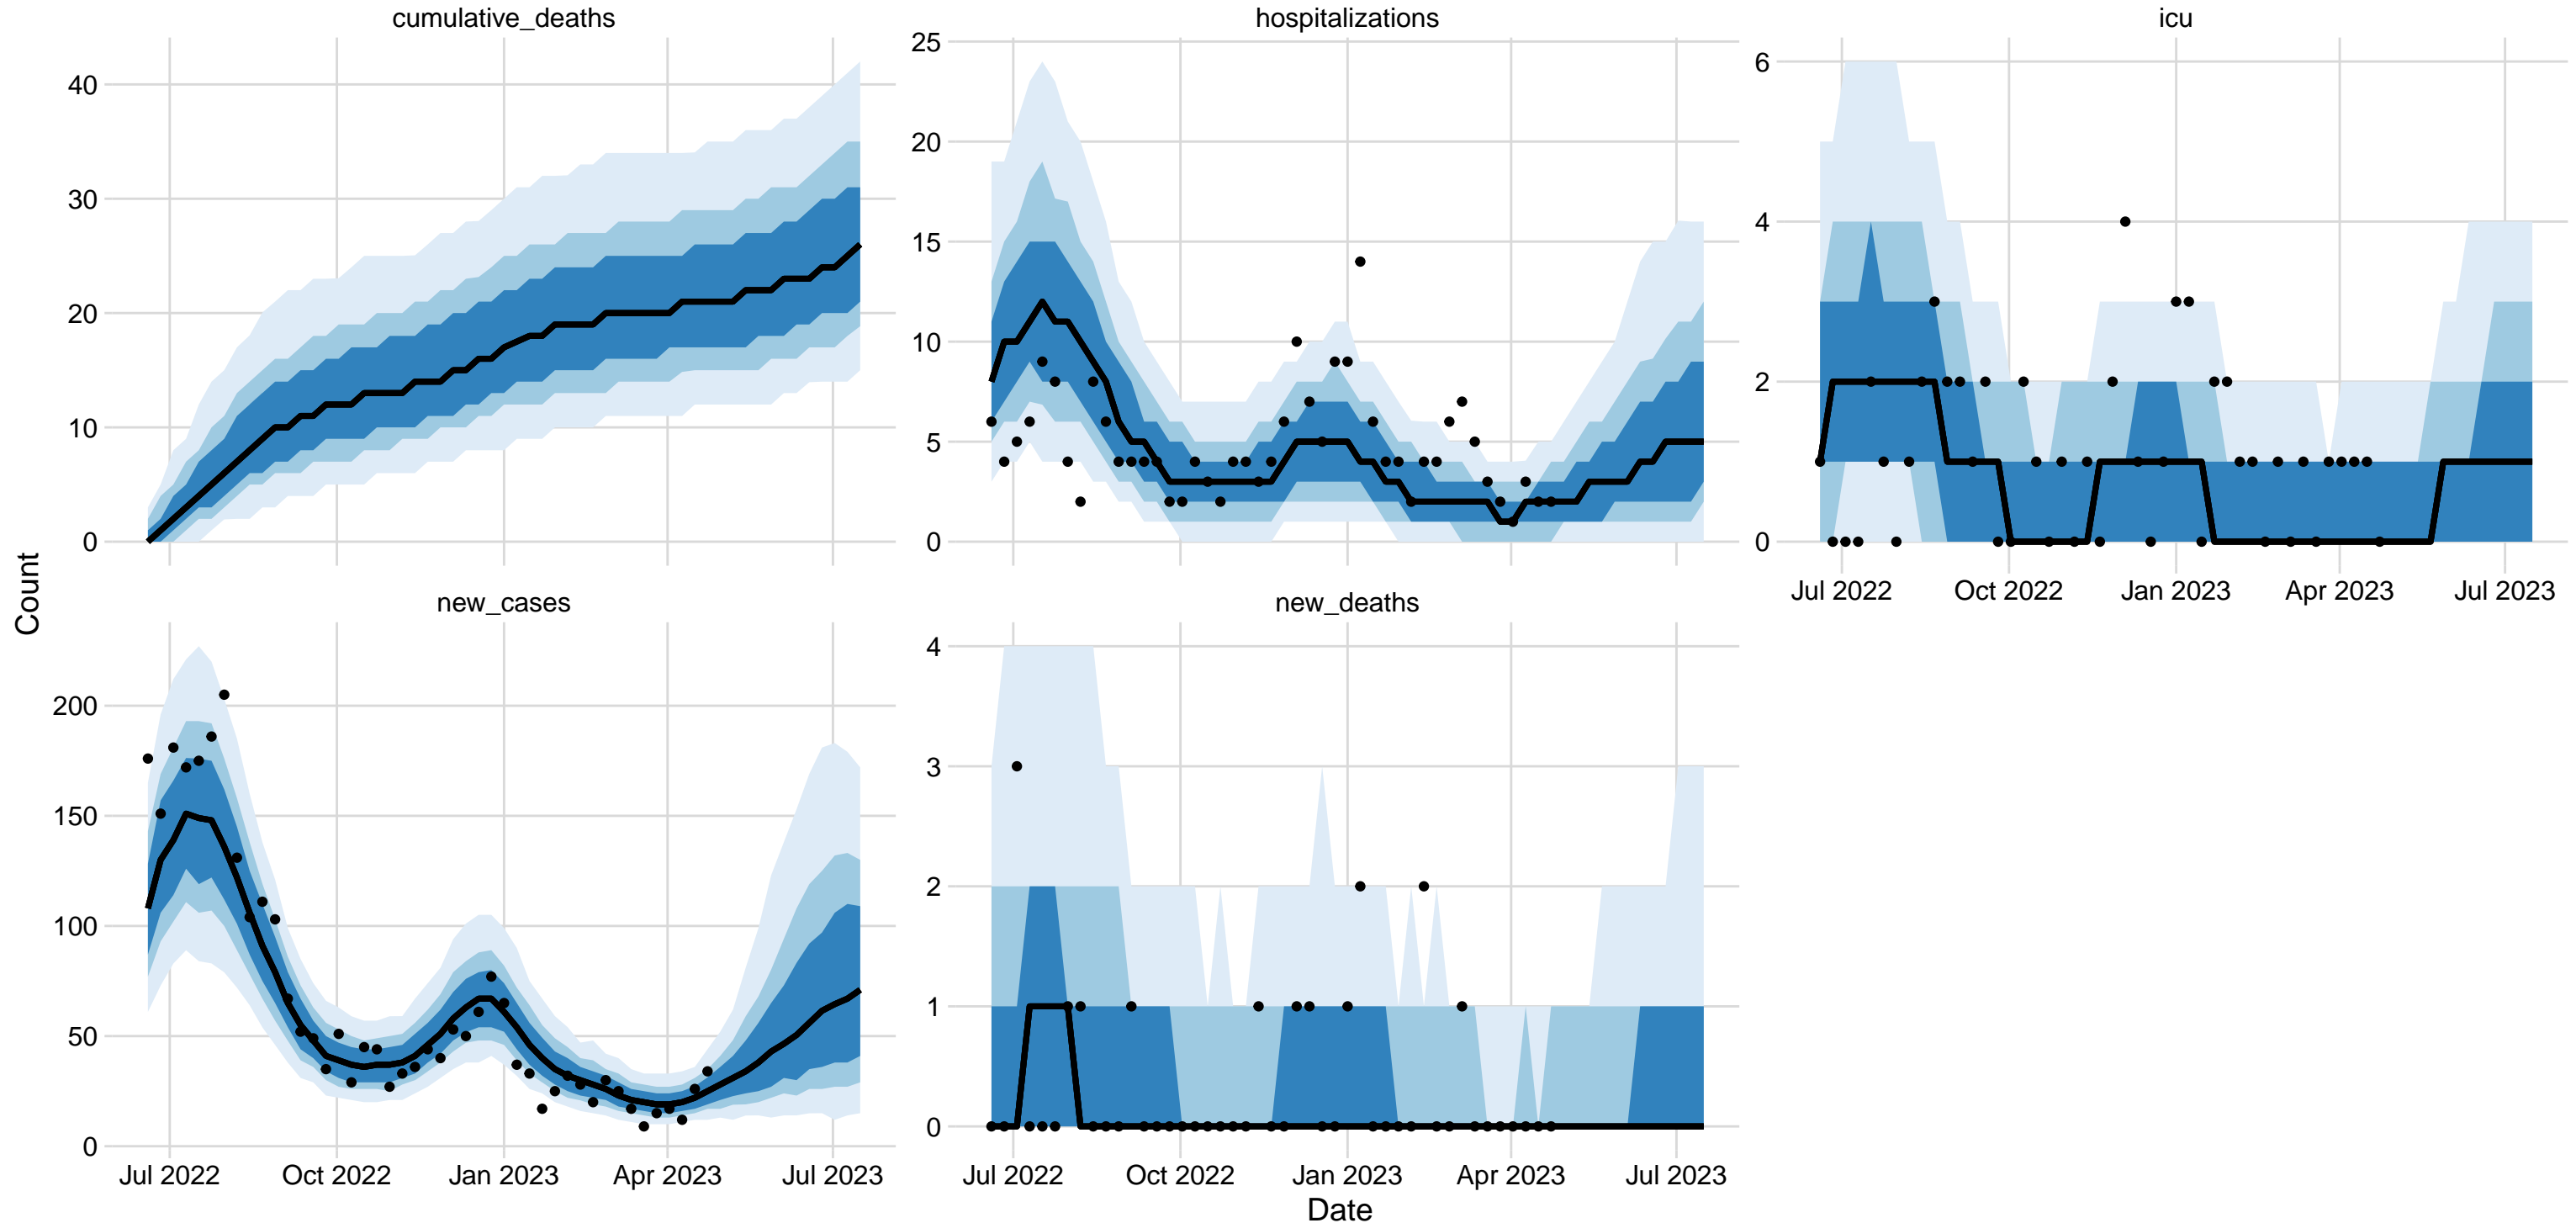 cumulative_deaths
hospitalizations
icu
40
30
20
10
0
25
20
15
10
5
0
6
4
2
0
Jul 2022 Oct 2022 Jan 2023 Apr 2023 Jul 2023
Count
new_cases
new_deaths
200
150
100
50
0
4
3
2
1
0
Jul 2022 Oct 2022 Jan 2023 Apr 2023 Jul 2023
Jul 2022 Oct 2022 Jan 2023 Apr 2023 Jul 2023
Date